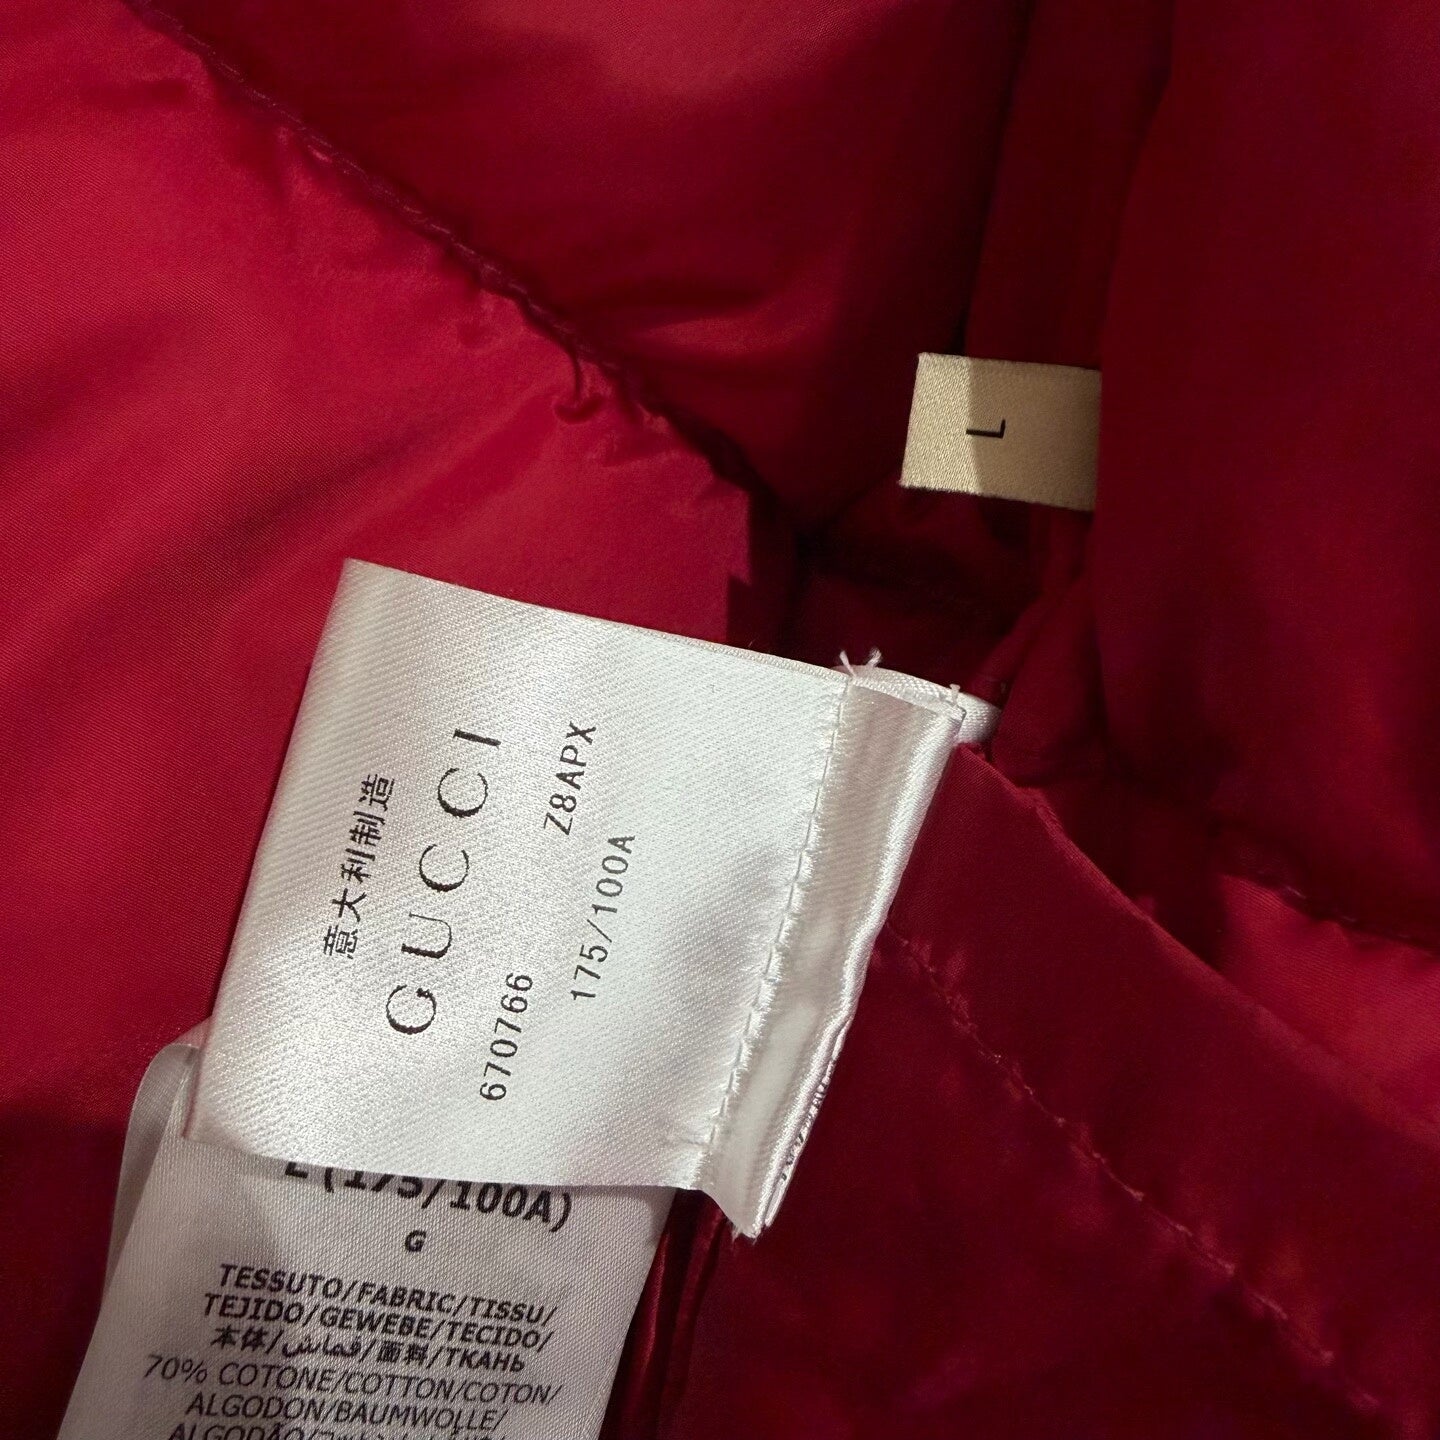 L
意大利制造
GUCCI
670766 Z8APX
175/100A
L (175/100A)
G
TESSUTO/FABRIC/TISSU/
TEJIDO/GEWEBE/TECIDO/
本体/قماش/面料/ТКАНЬ
70% COTONE/COTTON/COTON/
ALGODON/BAUMWOLLE/